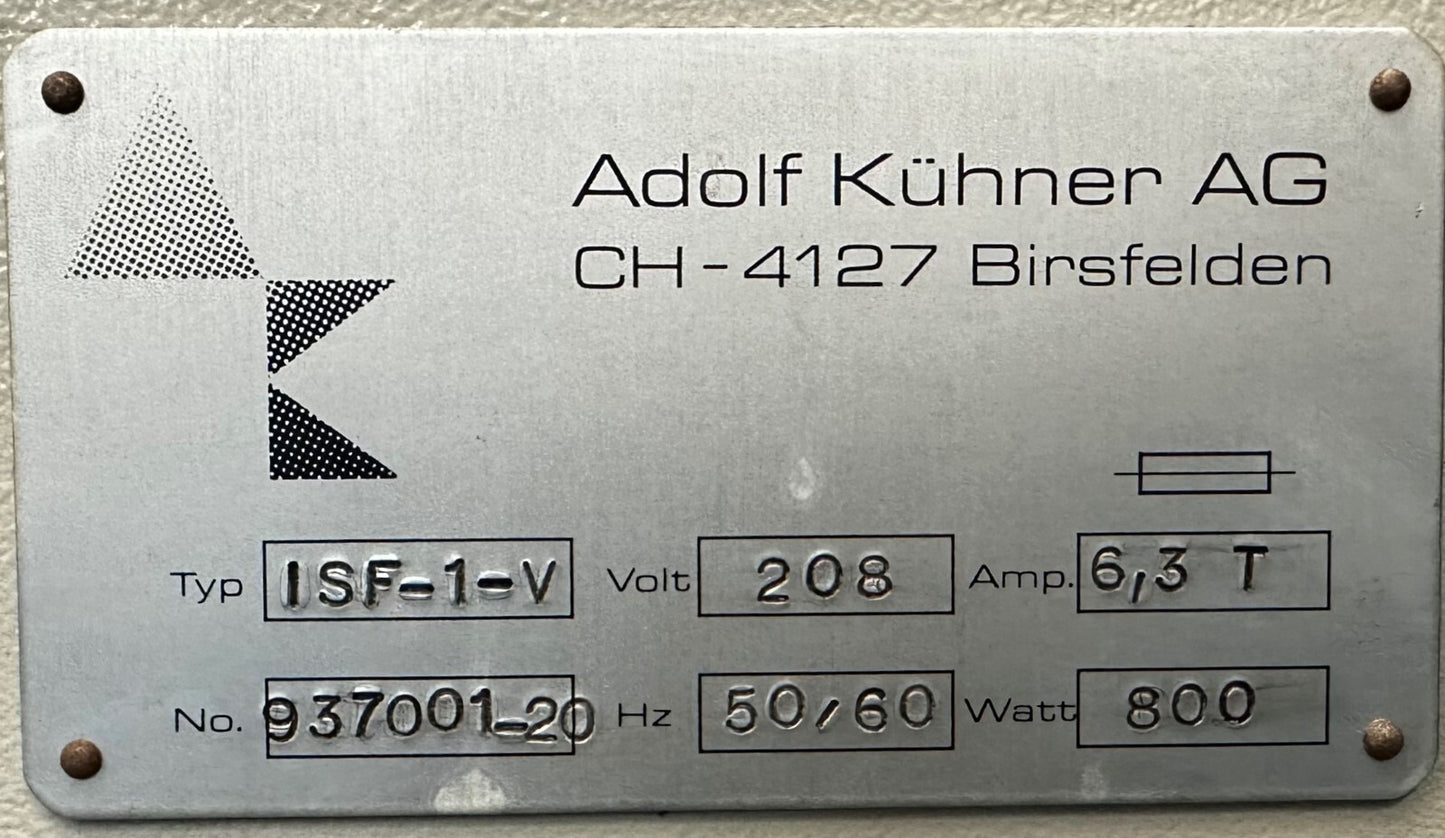 Adolf Kühner AG
CH-4127 Birsfelden
Typ ISF-1-V Volt 208 Amp. 6,3 T
No. 937001-20 Hz 50/60 Watt 800